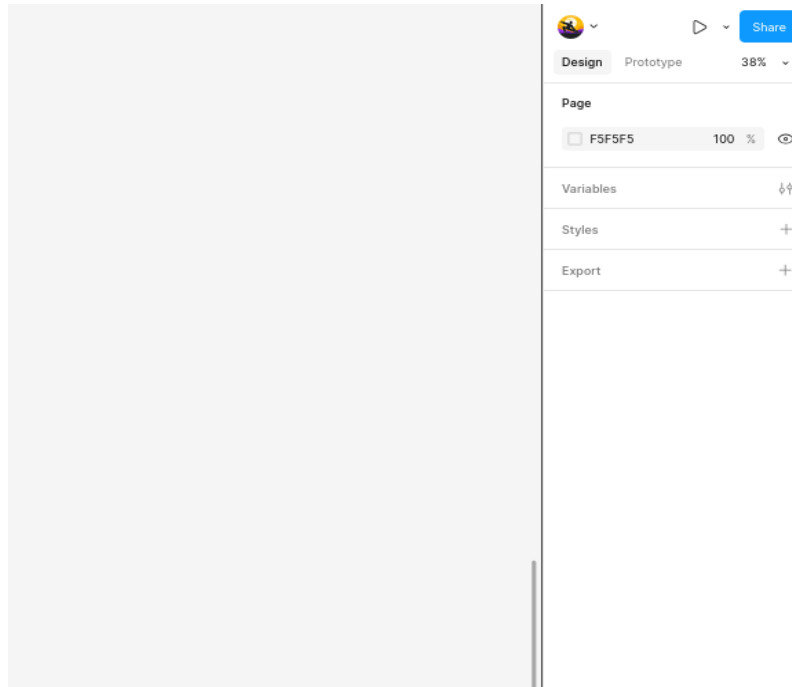 Share
Design Prototype 38%
Page
F5F5F5 100 %
Variables
Styles
Export